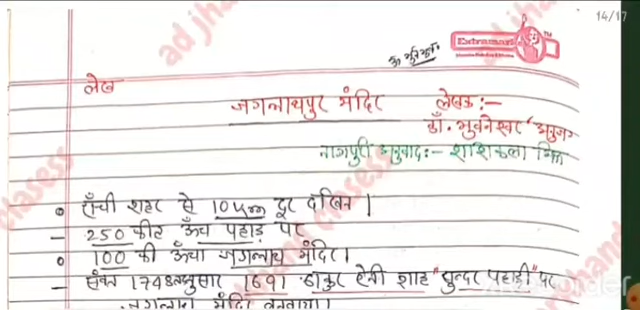 14/17
Extramarks
लेख
जगन्नाथपुर मंदिर लेखक :-
डॉ. भुवनेश्वर 'अनुज'
नागपुरी अनुवाद :- शशिकला
राँची शहर से 10 km दूर दखिन।
- 250 फीट ऊँच पहाड़ पर
100 फी ऊँचा जगन्नाथ मंदिर।
- संवत 1748 अनुसार 1691 ठाकुर ऐनी शाह "सुन्दर पहाड़ी" पर
जगन्नाथ मंदिर बनवाया।